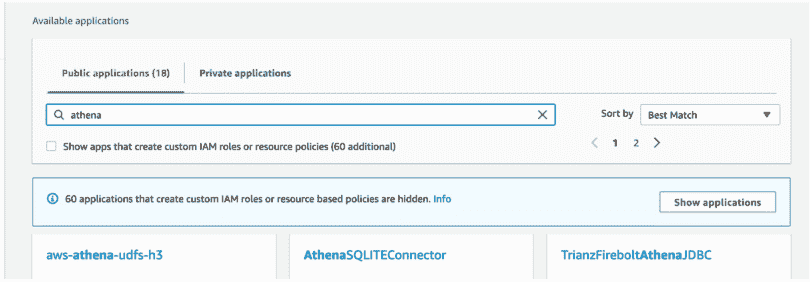 Available applications
Public applications (18) Private applications
athena
Sort by Best Match
Show apps that create custom IAM roles or resource policies (60 additional)
1 2
60 applications that create custom IAM roles or resource based policies are hidden. Info
Show applications
aws-athena-udfs-h3 AthenaSQLITEConnector TrianzFireboltAthenaJDBC